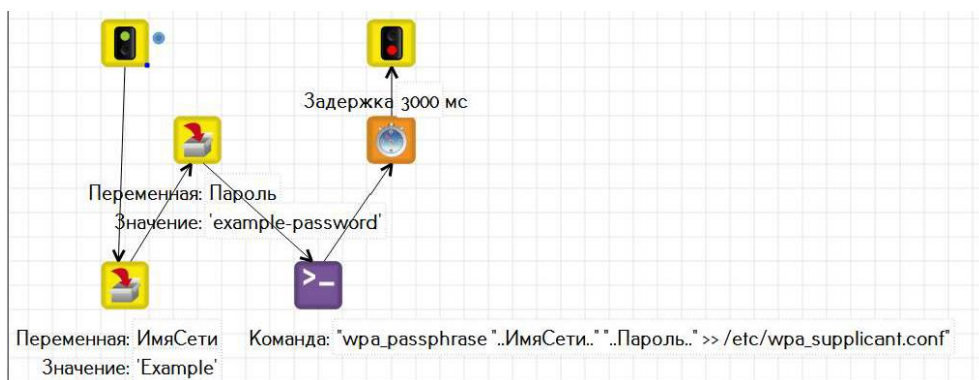 Задержка 3000 мс
Переменная: Пароль
Значение: 'example-password'
>_
Переменная: ИмяСети
Значение: 'Example'
Команда: "wpa_passphrase "..ИмяСети.." "..Пароль.." >> /etc/wpa_supplicant.conf"